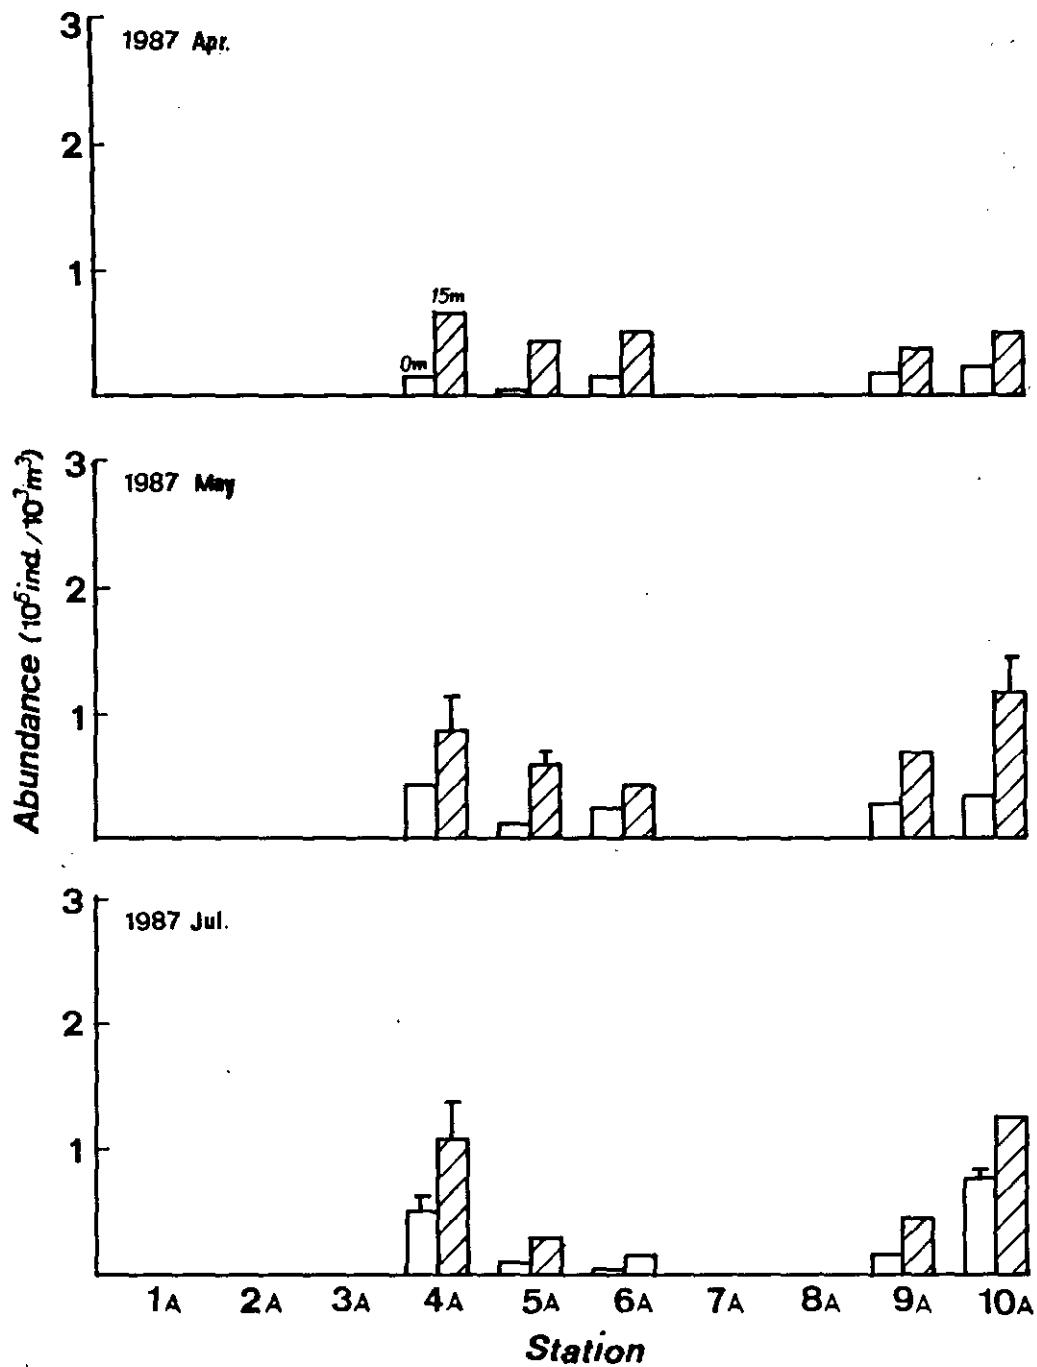 3
1987 Apr.
2
1
15m
0m
Abundance (10⁵ind./10³m³)
3
1987 May
2
1
3
1987 Jul.
2
1
1A 2A 3A 4A 5A 6A 7A 8A 9A 10A
Station